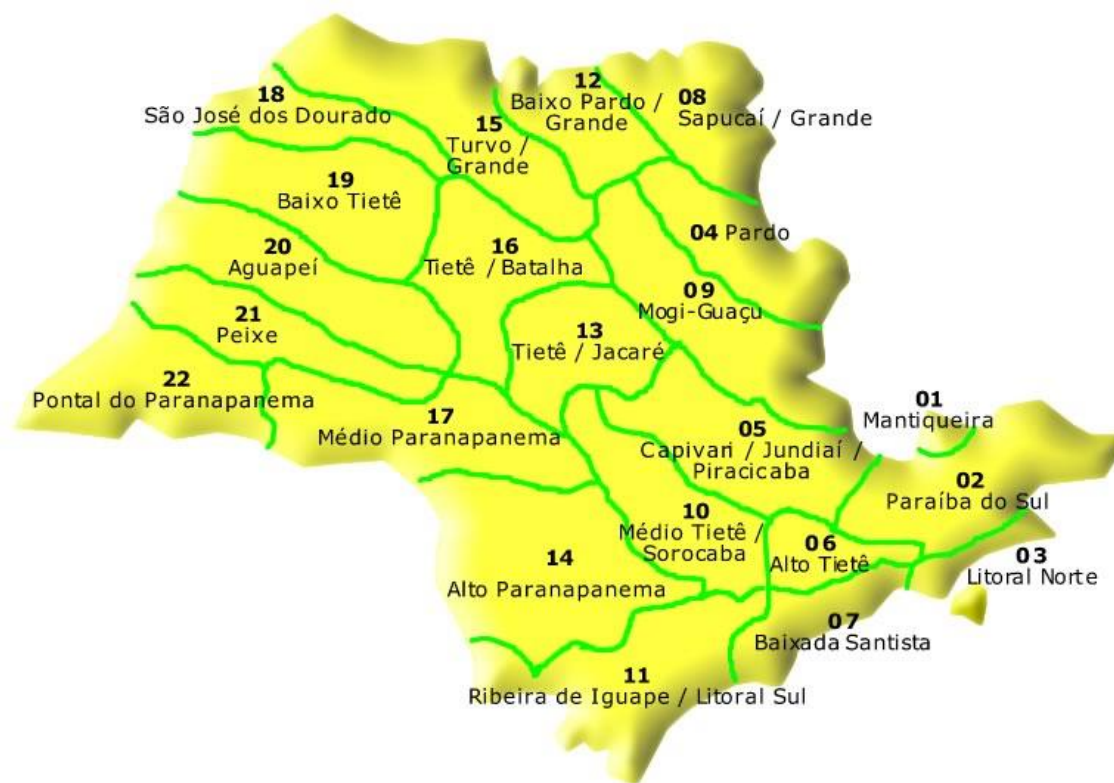 12
Baixo Pardo /
Grande
08
Sapucaí / Grande
18
São José dos Dourado
15
Turvo /
Grande
19
Baixo Tietê
04 Pardo
16
Tietê / Batalha
20
Aguapeí
09
Mogi-Guaçu
21
Peixe
13
Tietê / Jacaré
22
Pontal do Paranapanema
17
Médio Paranapanema
01
Mantiqueira
05
Capivari / Jundiaí /
Piracicaba
02
Paraíba do Sul
10
Médio Tietê /
Sorocaba
06
Alto Tietê
03
Litoral Norte
14
Alto Paranapanema
07
Baixada Santista
11
Ribeira de Iguape / Litoral Sul